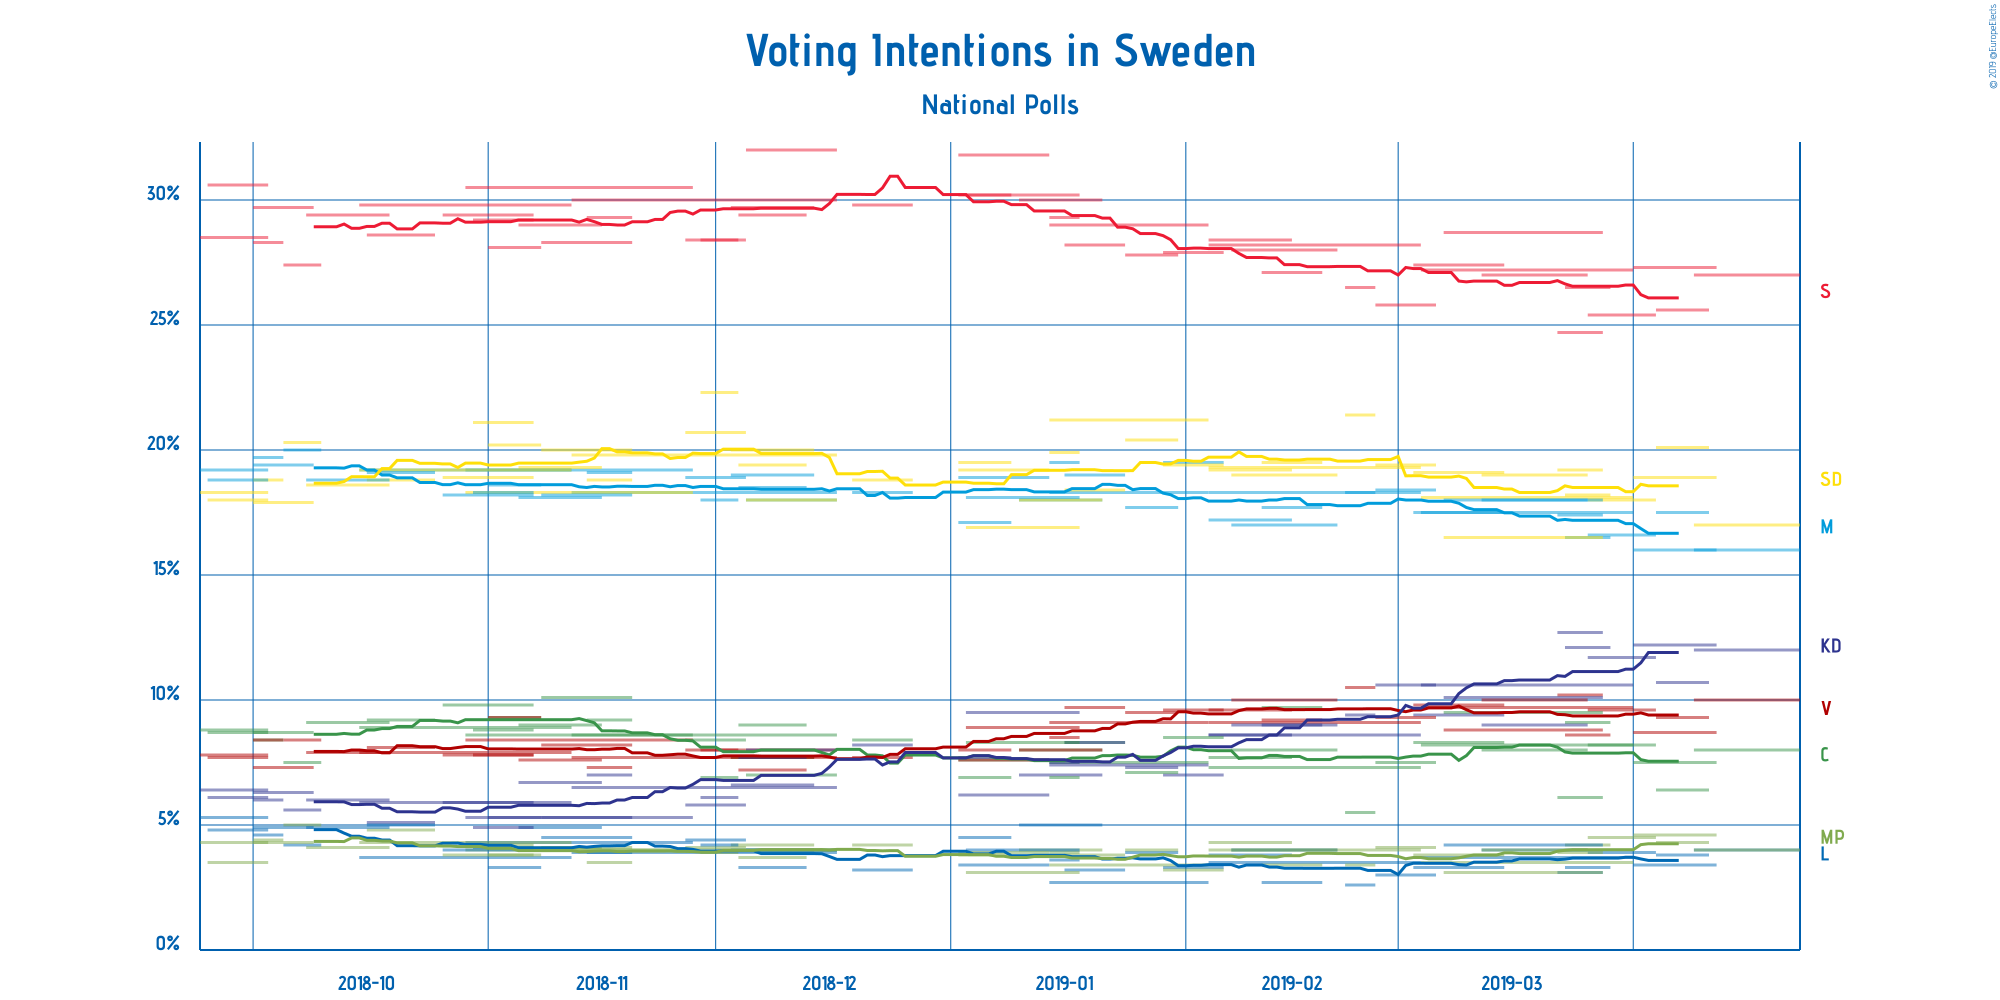 Voting Intentions in Sweden
© 2019 @EuropeElects
National Polls
30%
25%
20%
15%
10%
5%
0%
S
SD
M
KD
V
C
MP
L
2018-10 2018-11 2018-12 2019-01 2019-02 2019-03